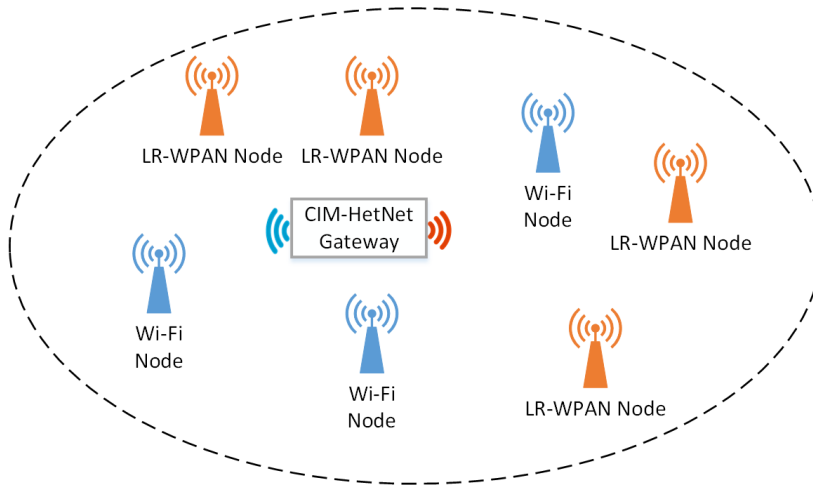 LR-WPAN Node
LR-WPAN Node
Wi-Fi
Node
LR-WPAN Node
CIM-HetNet
Gateway
Wi-Fi
Node
Wi-Fi
Node
LR-WPAN Node